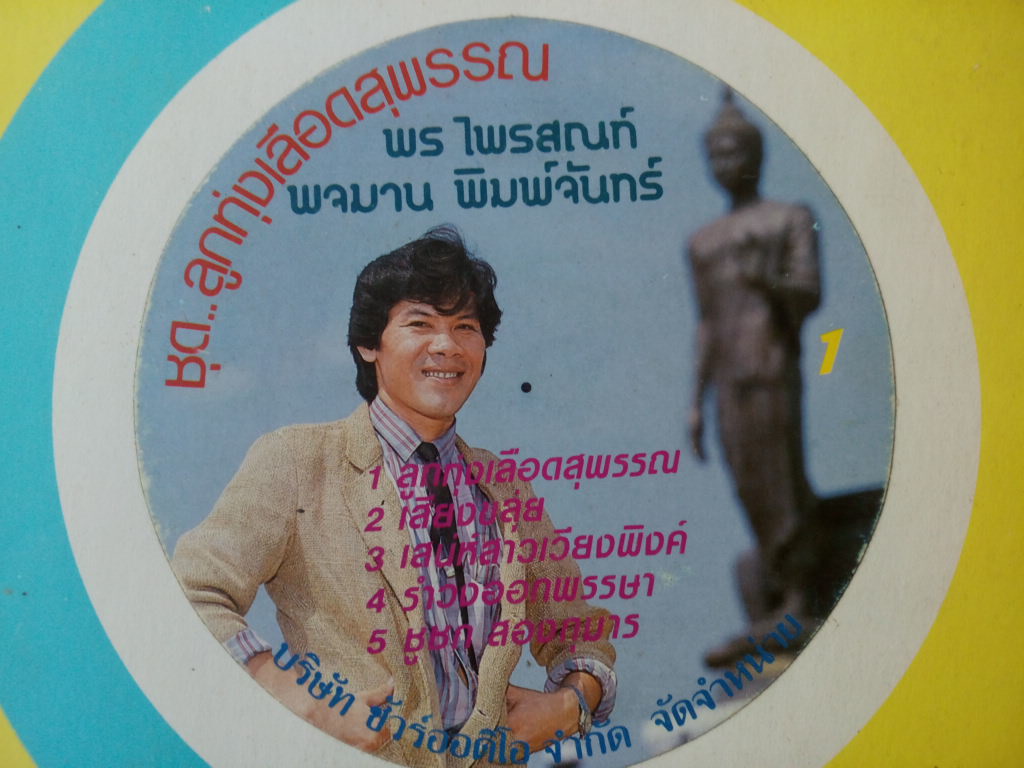 ชุด..ลูกทุ่งเลือดสุพรรณ
พร ไพรสณฑ์
พจมาน พิมพ์จันทร์
1
1 ลูกทุ่งเลือดสุพรรณ
2 เสียงขลุ่ย
3 เสน่ห์สาวเวียงพิงค์
4 รำวงออกพรรษา
5 ชูชก สองกุมาร
บริษัท ชัวร์ออดิโอ จำกัด จัดจำหน่าย